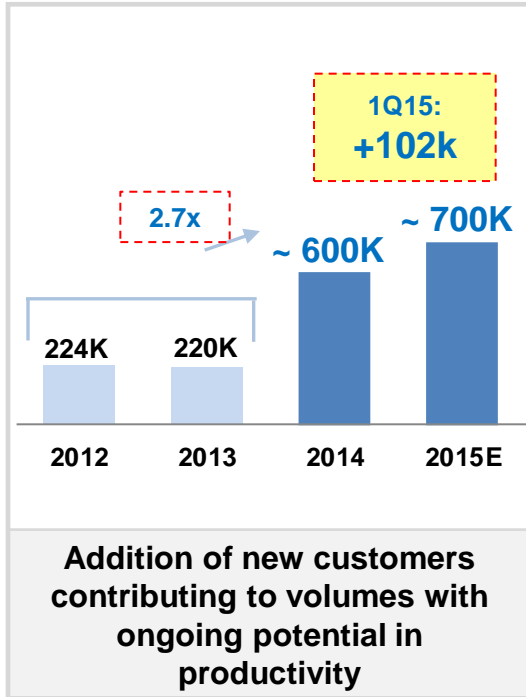 1Q15:
+102k
2.7x
~ 700K
~ 600K
224K
220K
2012
2013
2014
2015E
Addition of new customers
contributing to volumes with
ongoing potential in
productivity